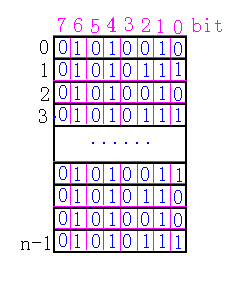 7 6 5 4 3 2 1 0 bit
0 0 1 0 1 0 0 1 0
1 0 1 0 1 0 1 1 1
2 0 1 0 1 0 0 1 0
3 0 1 0 1 0 1 1 1
......
0 1 0 1 0 0 1 1
0 1 0 1 0 1 1 0
0 1 0 1 0 0 1 0
n-1 0 1 0 1 0 1 1 1